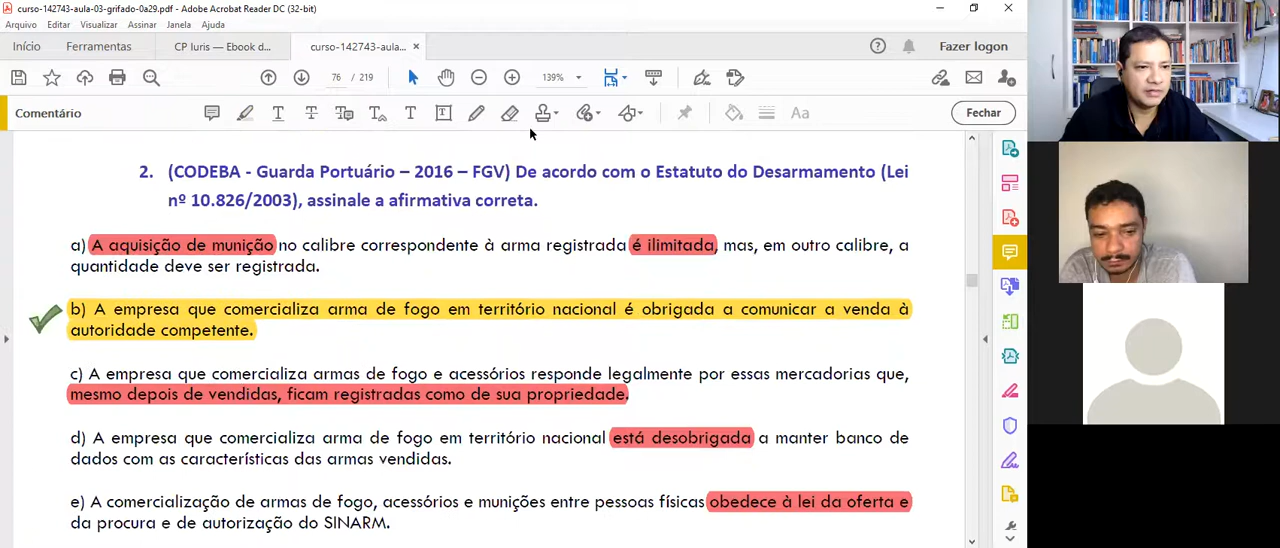 curso-142743-aula-03-grifado-0a29.pdf - Adobe Acrobat Reader DC (32-bit)
Arquivo Editar Visualizar Assinar Janela Ajuda
Início Ferramentas CP Iuris — Ebook d... curso-142743-aula... × Fazer logon
76 / 219 139%
Comentário Aa Fechar
2. (CODEBA - Guarda Portuário – 2016 – FGV) De acordo com o Estatuto do Desarmamento (Lei
nº 10.826/2003), assinale a afirmativa correta.
a) A aquisição de munição no calibre correspondente à arma registrada é ilimitada, mas, em outro calibre, a
quantidade deve ser registrada.
b) A empresa que comercializa arma de fogo em território nacional é obrigada a comunicar a venda à
autoridade competente.
c) A empresa que comercializa armas de fogo e acessórios responde legalmente por essas mercadorias que,
mesmo depois de vendidas, ficam registradas como de sua propriedade.
d) A empresa que comercializa arma de fogo em território nacional está desobrigada a manter banco de
dados com as características das armas vendidas.
e) A comercialização de armas de fogo, acessórios e munições entre pessoas físicas obedece à lei da oferta e
da procura e de autorização do SINARM.